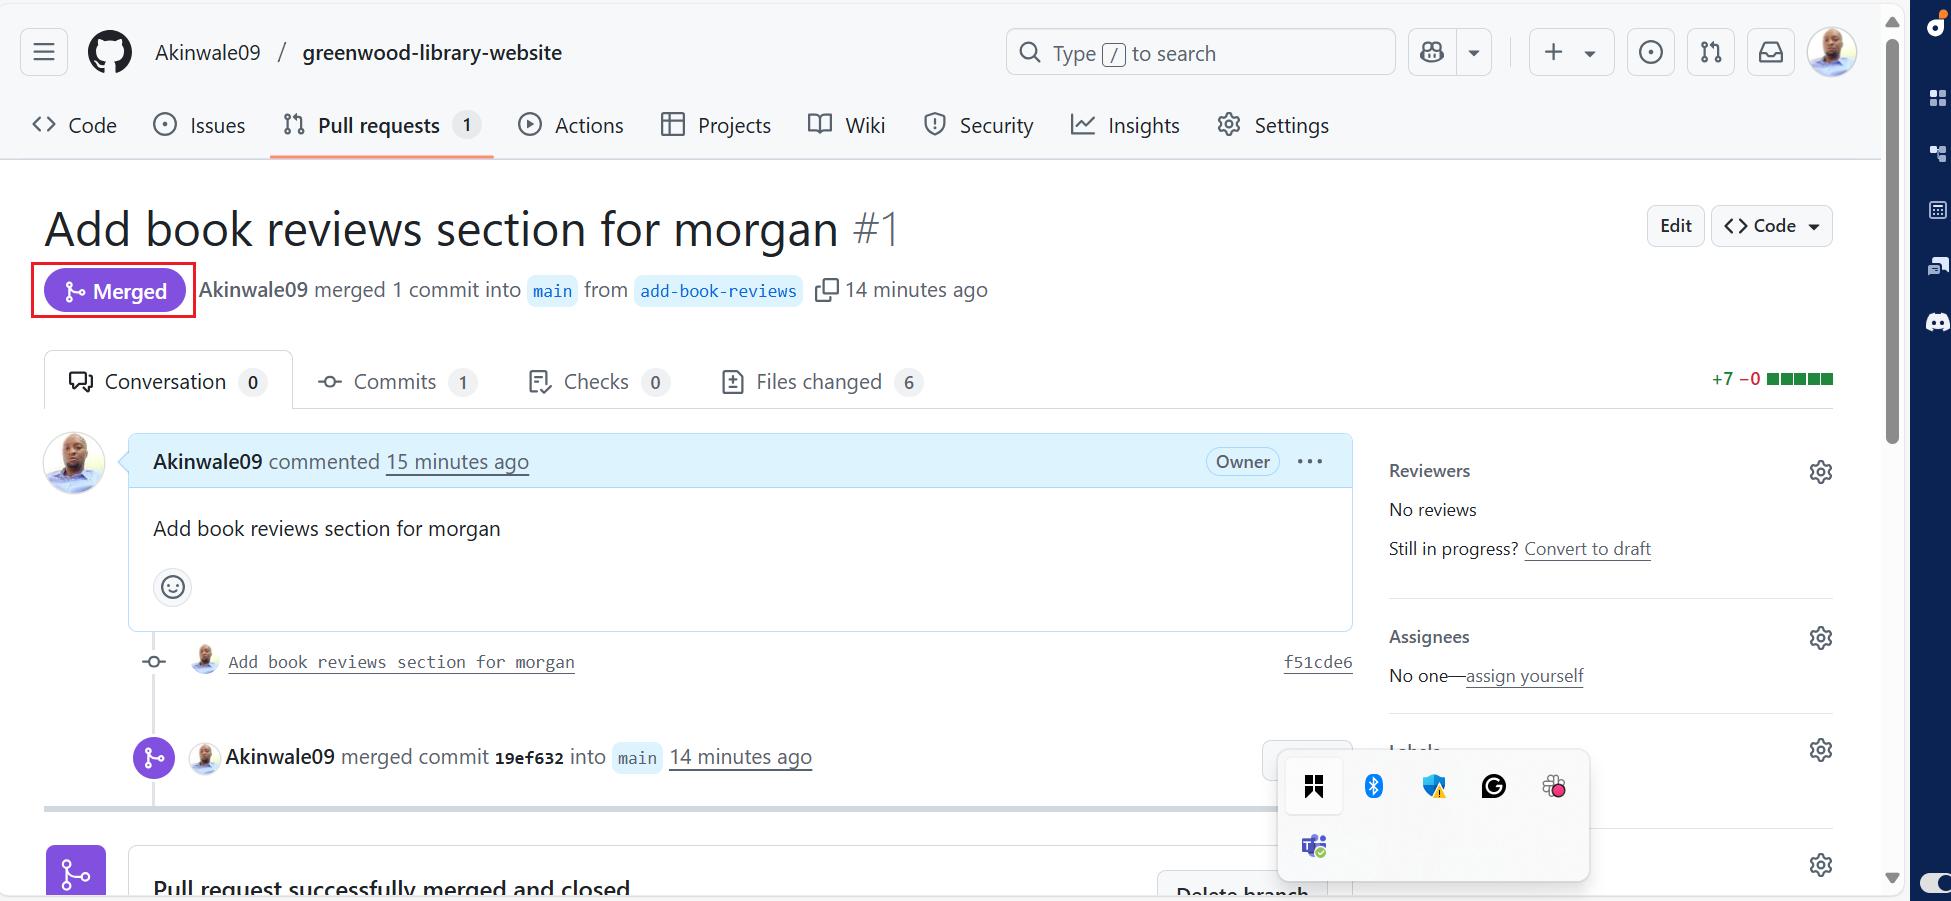 Akinwale09 / greenwood-library-website
Type / to search
Code
Issues
Pull requests 1
Actions
Projects
Wiki
Security
Insights
Settings
Add book reviews section for morgan #1
Edit
Code
Merged
Akinwale09 merged 1 commit into main from add-book-reviews 14 minutes ago
Conversation 0
Commits 1
Checks 0
Files changed 6
+7 −0
Akinwale09 commented 15 minutes ago
Owner
Add book reviews section for morgan
Add book reviews section for morgan
f51cde6
Akinwale09 merged commit 19ef632 into main 14 minutes ago
Pull request successfully merged and closed
Delete branch
Reviewers
No reviews
Still in progress? Convert to draft
Assignees
No one—assign yourself
Labels